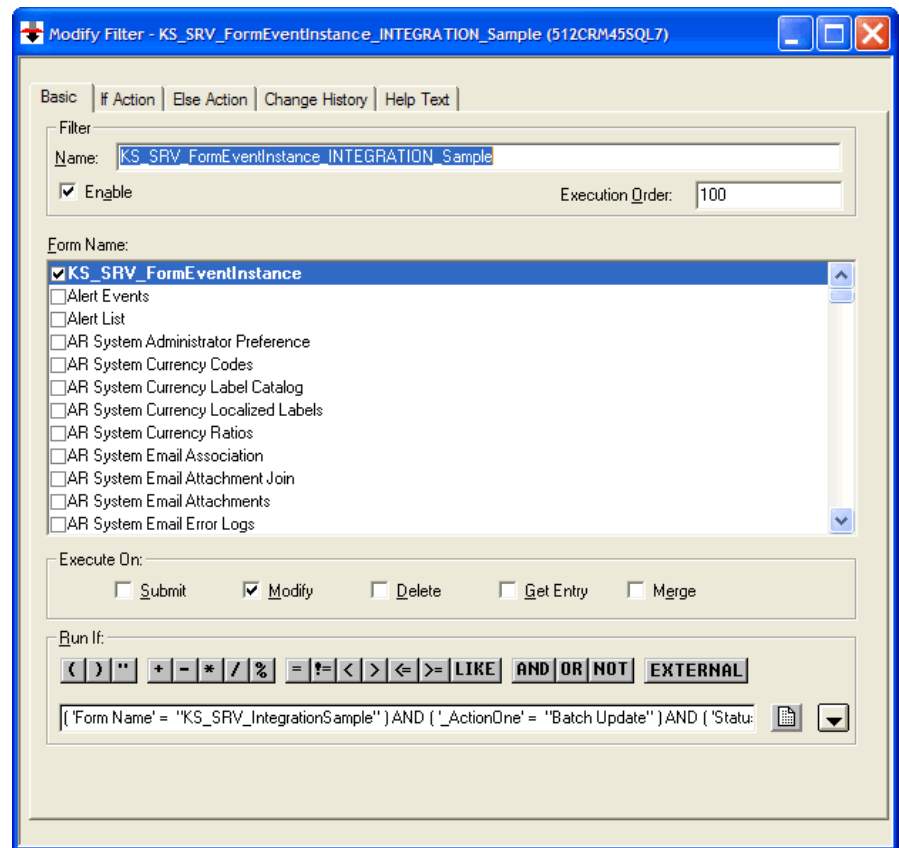 Modify Filter - KS_SRV_FormEventInstance_INTEGRATION_Sample (512CRM45SQL7)
Basic If Action Else Action Change History Help Text
Filter
Name: KS_SRV_FormEventInstance_INTEGRATION_Sample
Enable Execution Order: 100
Form Name:
KS_SRV_FormEventInstance
Alert Events
Alert List
AR System Administrator Preference
AR System Currency Codes
AR System Currency Label Catalog
AR System Currency Localized Labels
AR System Currency Ratios
AR System Email Association
AR System Email Attachment Join
AR System Email Attachments
AR System Email Error Logs
Execute On:
Submit Modify Delete Get Entry Merge
Run If:
( ) " + - * / % = != < > <= >= LIKE AND OR NOT EXTERNAL
( 'Form Name' = "KS_SRV_IntegrationSample" ) AND ( '_ActionOne' = "Batch Update" ) AND ( 'Statu